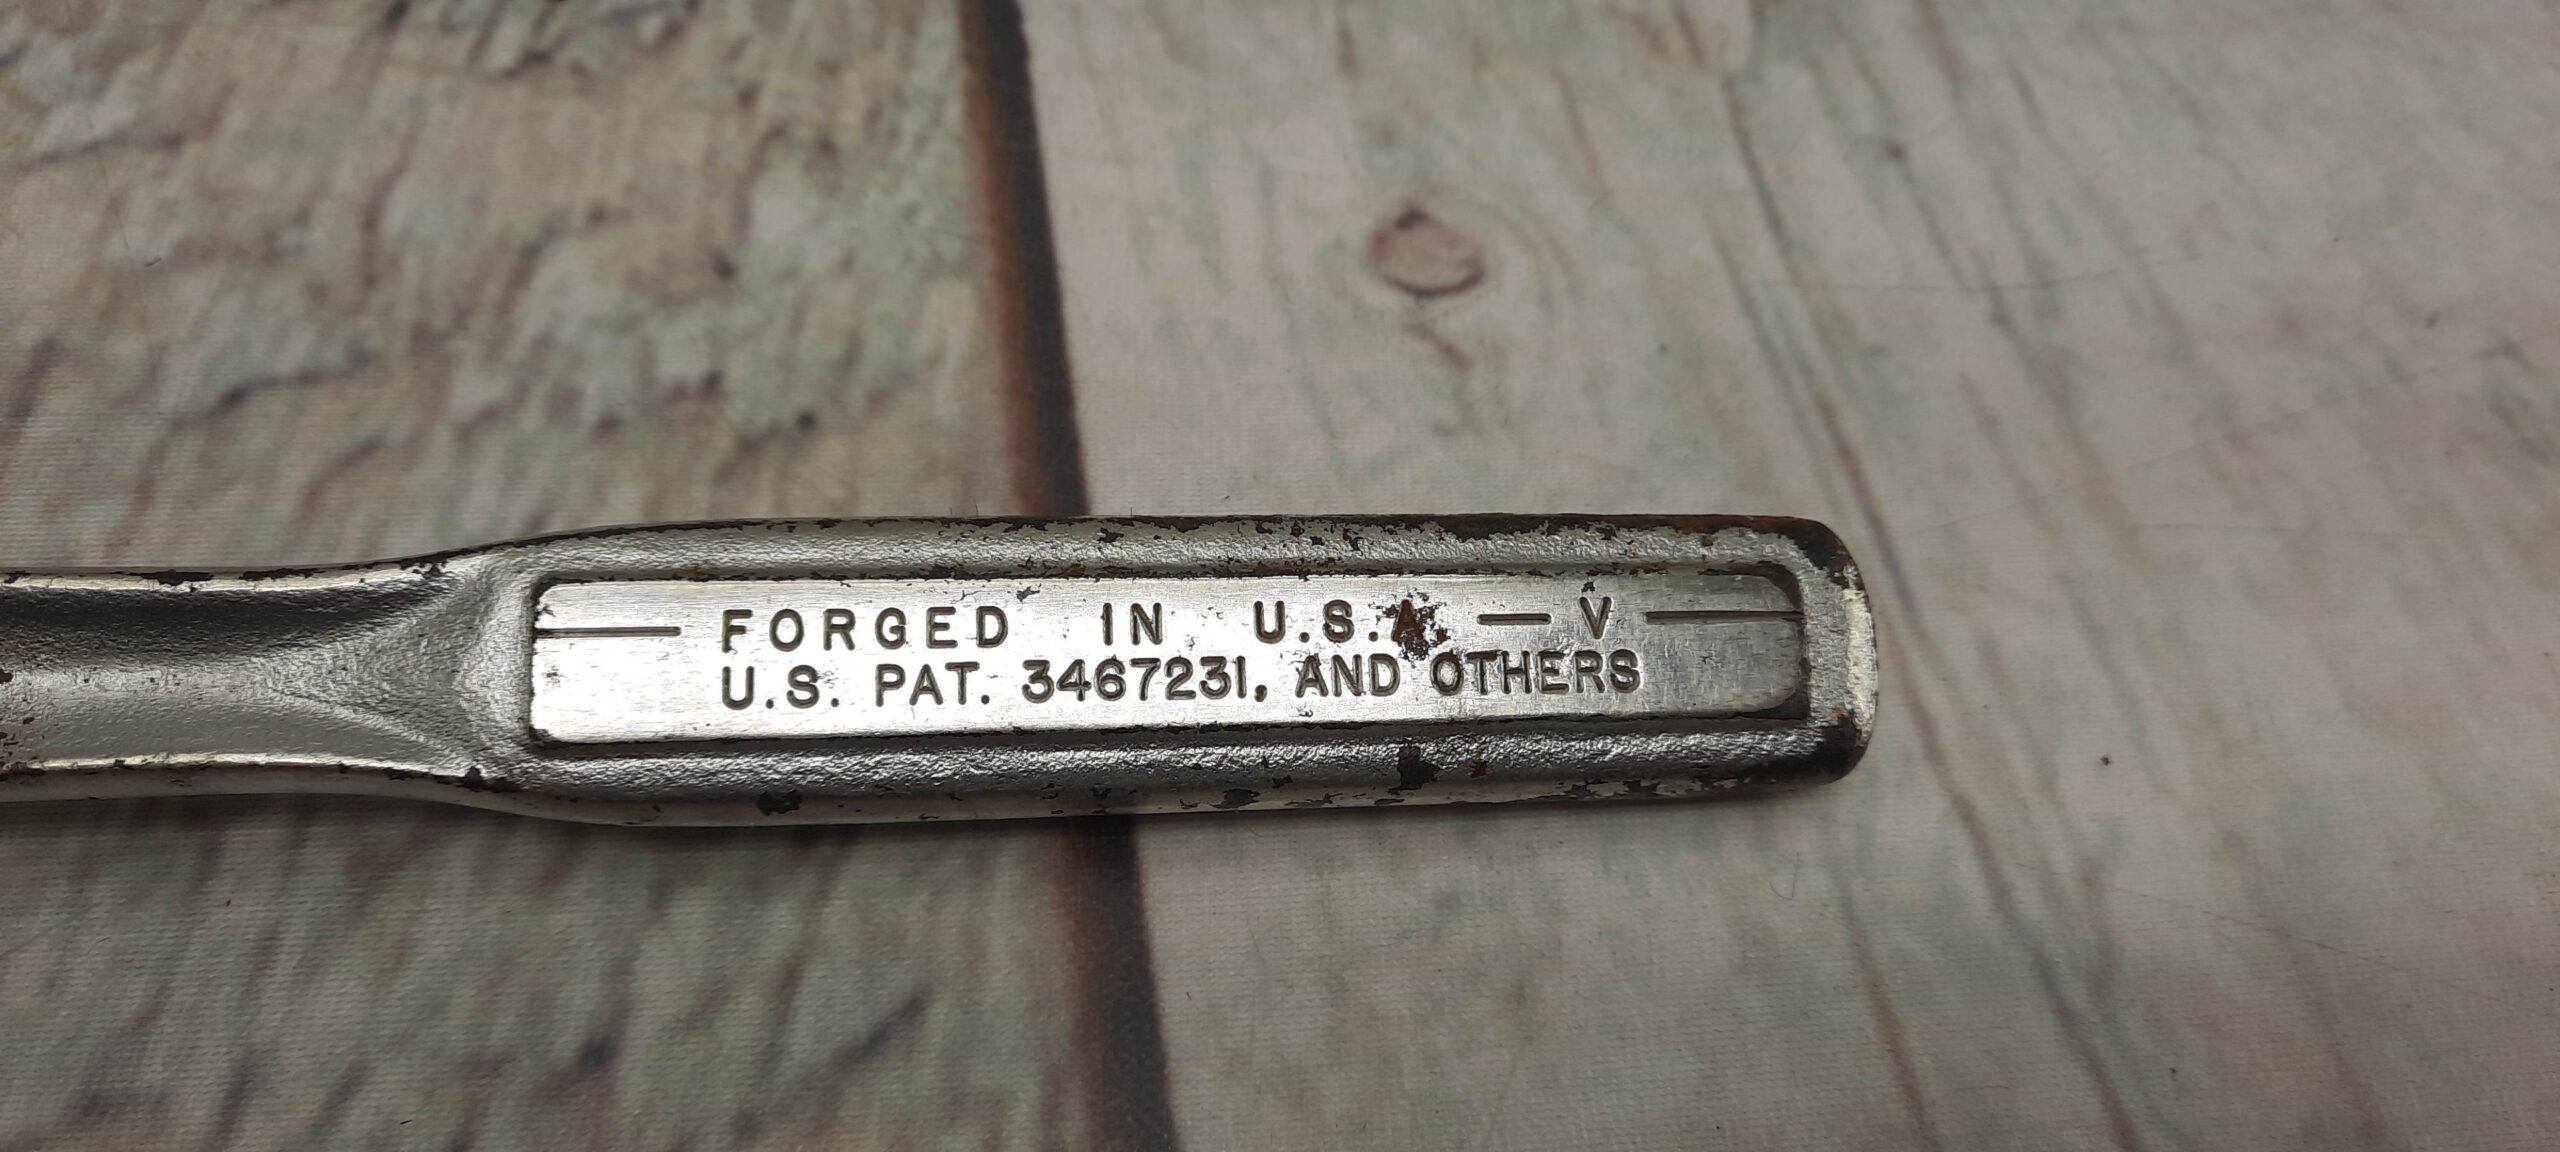 FORGED IN U.S.A. — V —
U.S. PAT. 3467231, AND OTHERS